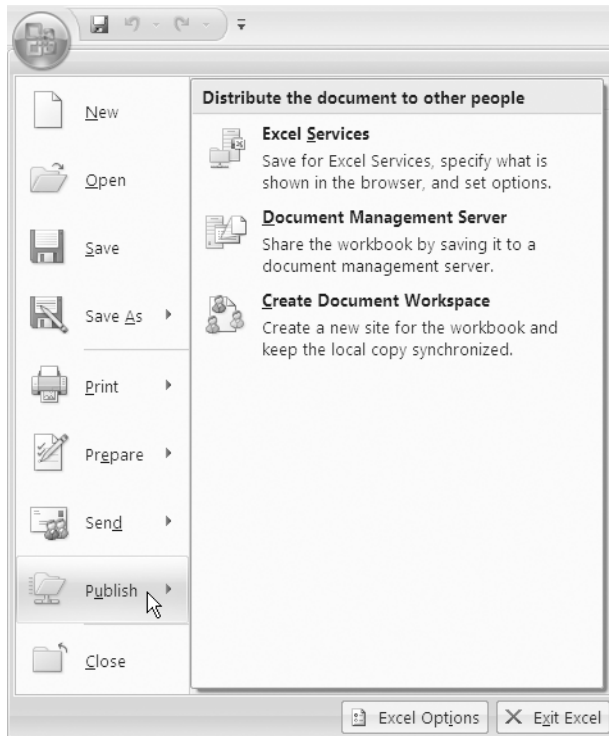 New
Open
Save
Save As
Print
Prepare
Send
Publish
Close
Distribute the document to other people
Excel Services
Save for Excel Services, specify what is
shown in the browser, and set options.
Document Management Server
Share the workbook by saving it to a
document management server.
Create Document Workspace
Create a new site for the workbook and
keep the local copy synchronized.
Excel Options
Exit Excel